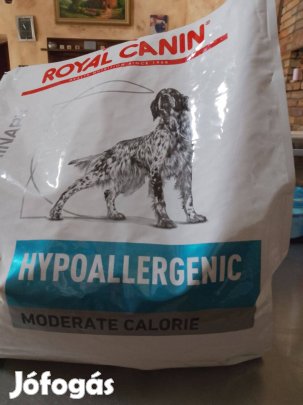 ROYAL CANIN
HYPOALLERGENIC
MODERATE CALORIE
Jófogás